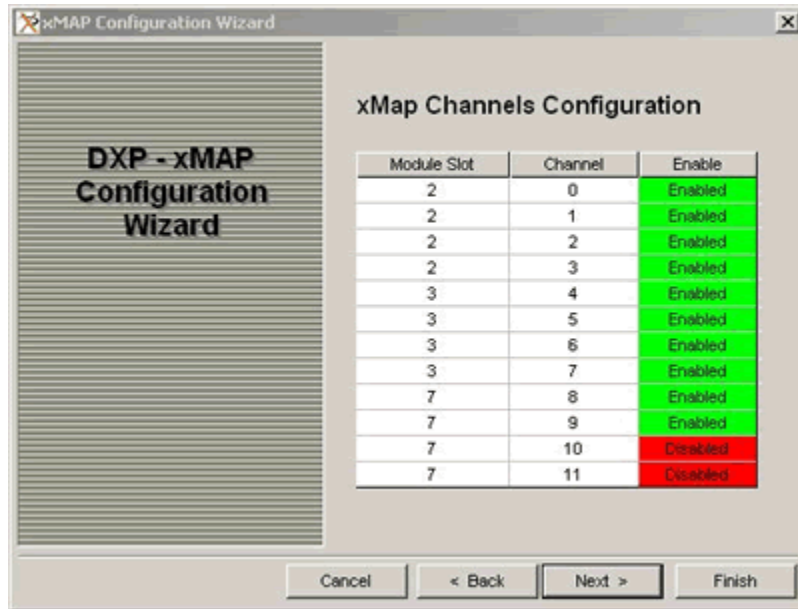 xMAP Configuration Wizard
DXP - xMAP
Configuration
Wizard
xMap Channels Configuration
Module Slot Channel Enable
2 0 Enabled
2 1 Enabled
2 2 Enabled
2 3 Enabled
3 4 Enabled
3 5 Enabled
3 6 Enabled
3 7 Enabled
7 8 Enabled
7 9 Enabled
7 10 Disabled
7 11 Disabled
Cancel < Back Next > Finish